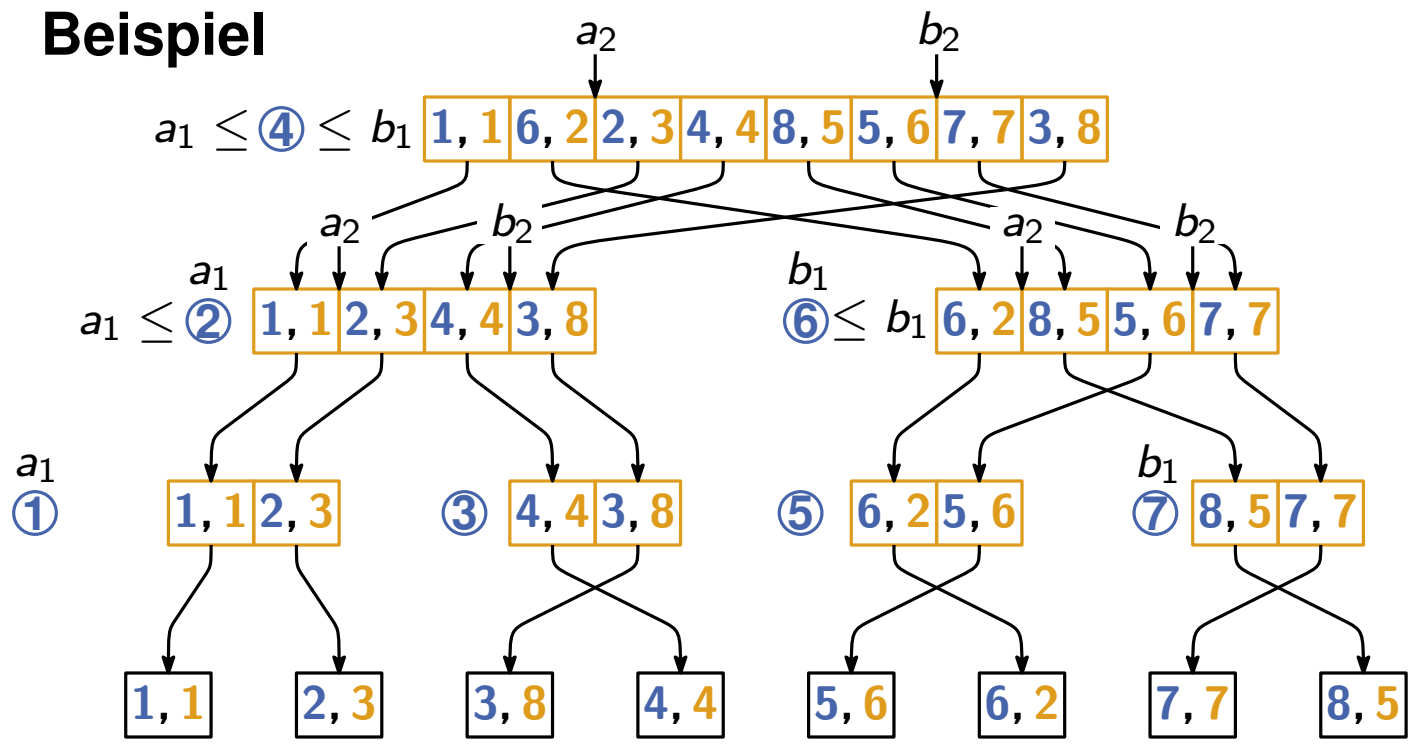 Beispiel
a₂ b₂
a₁ ≤ ④ ≤ b₁ 1, 1 6, 2 2, 3 4, 4 8, 5 5, 6 7, 7 3, 8
a₂ b₂ a₂ b₂
a₁ b₁
a₁ ≤ ② 1, 1 2, 3 4, 4 3, 8 ⑥ ≤ b₁ 6, 2 8, 5 5, 6 7, 7
a₁ b₁
① 1, 1 2, 3 ③ 4, 4 3, 8 ⑤ 6, 2 5, 6 ⑦ 8, 5 7, 7
1, 1 2, 3 3, 8 4, 4 5, 6 6, 2 7, 7 8, 5